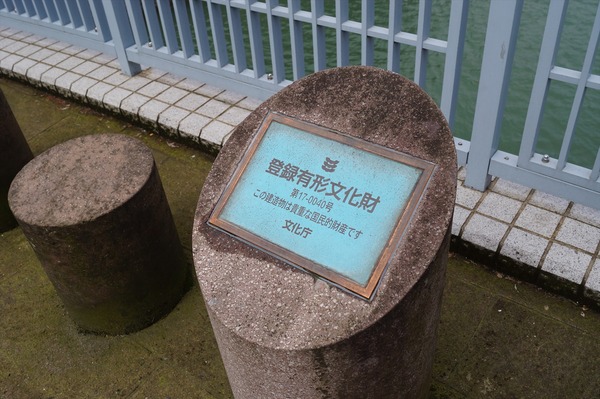 登録有形文化財
第17-0040号
この建造物は貴重な国民的財産です
文化庁